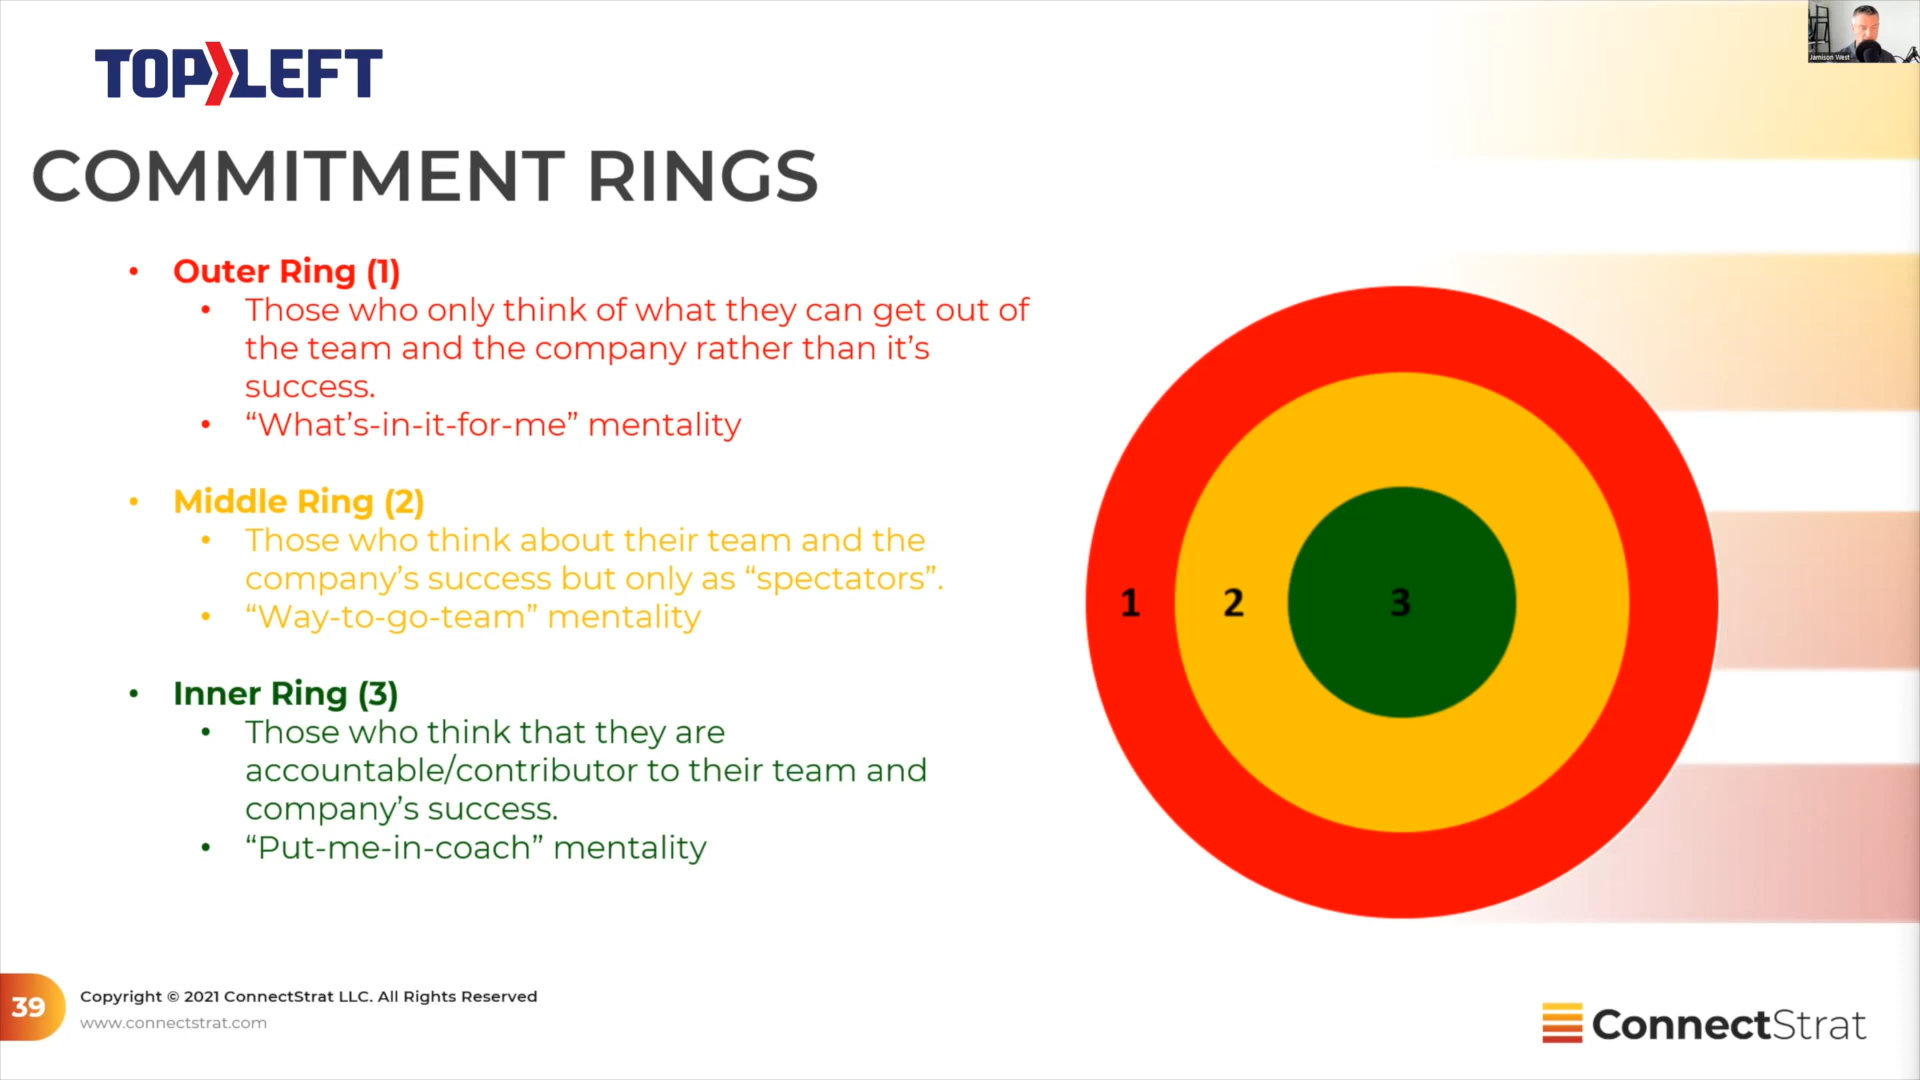 TOP LEFT
Jamison West
COMMITMENT RINGS
• Outer Ring (1)
• Those who only think of what they can get out of
the team and the company rather than it’s
success.
• “What’s-in-it-for-me” mentality
• Middle Ring (2)
• Those who think about their team and the
company’s success but only as “spectators”.
• “Way-to-go-team” mentality
• Inner Ring (3)
• Those who think that they are
accountable/contributor to their team and
company’s success.
• “Put-me-in-coach” mentality
1 2 3
39
Copyright © 2021 ConnectStrat LLC. All Rights Reserved
www.connectstrat.com
ConnectStrat